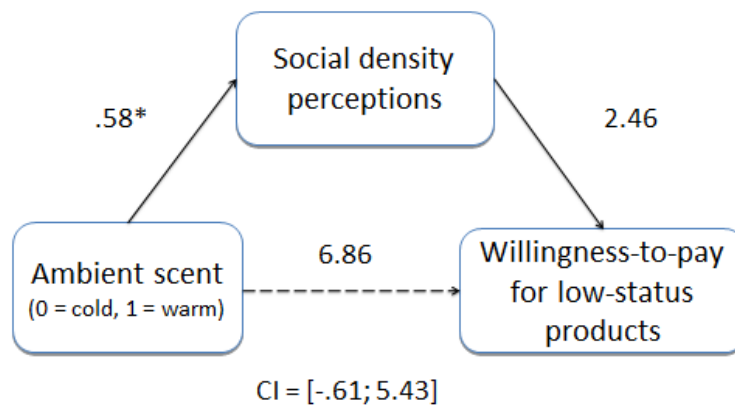 Social density
perceptions
.58*
2.46
Ambient scent
(0 = cold, 1 = warm)
6.86
Willingness-to-pay
for low-status
products
CI = [-.61; 5.43]